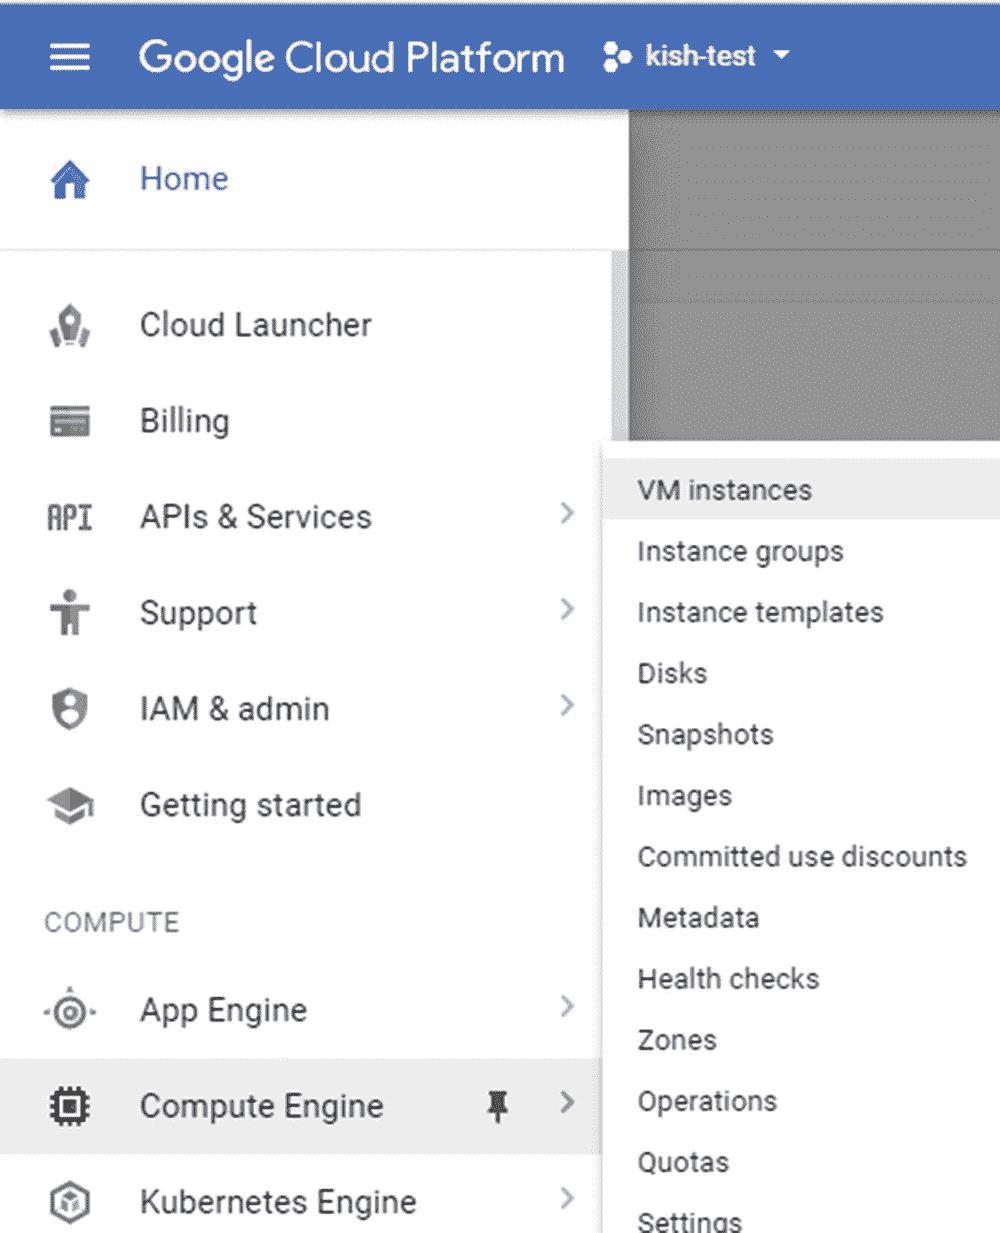 Google Cloud Platform kish-test
Home
Cloud Launcher
Billing
API APIs & Services
Support
IAM & admin
Getting started
COMPUTE
App Engine
Compute Engine
Kubernetes Engine
VM instances
Instance groups
Instance templates
Disks
Snapshots
Images
Committed use discounts
Metadata
Health checks
Zones
Operations
Quotas
Settings